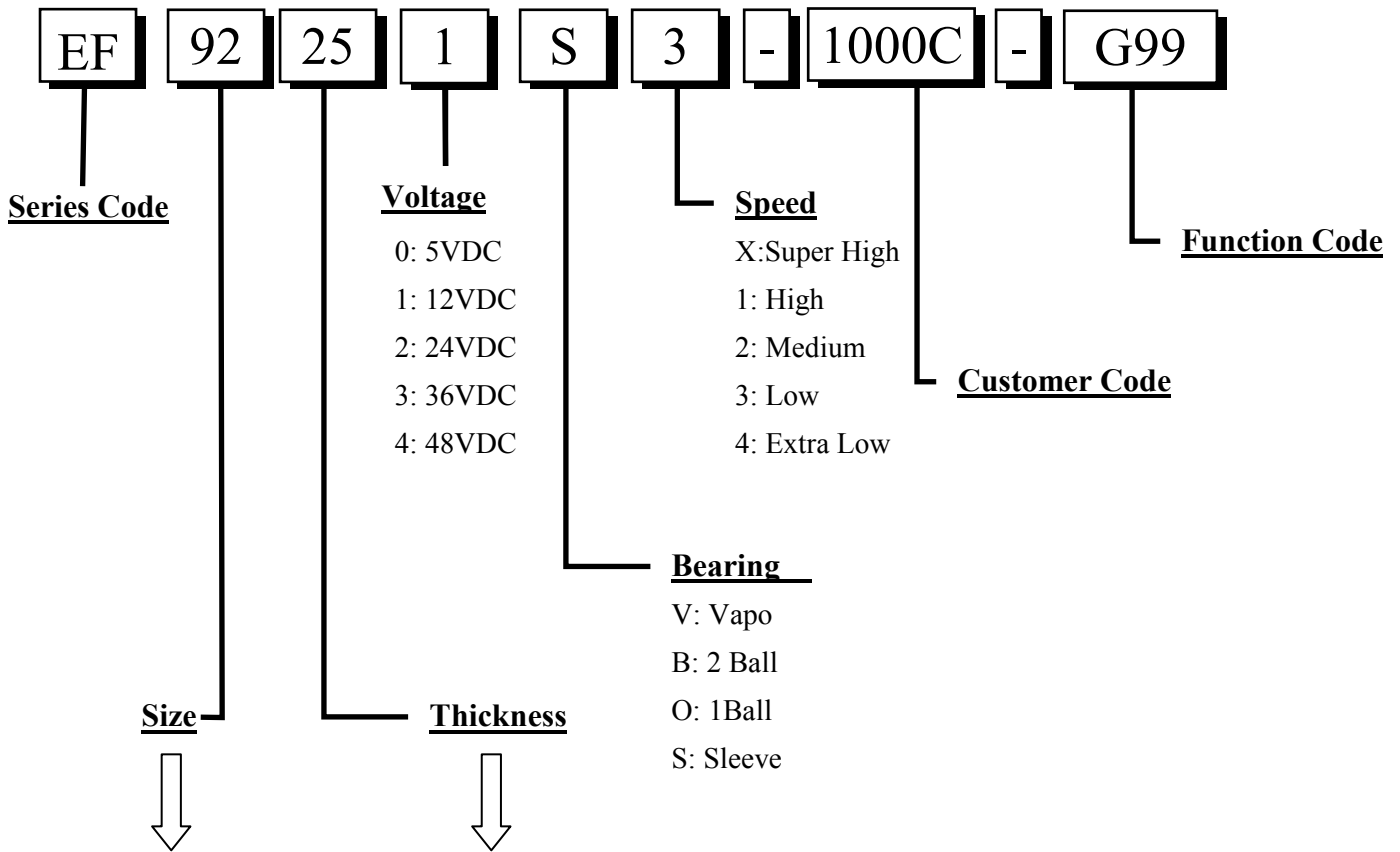 EF 92 25 1 S 3 - 1000C - G99
Series Code
Voltage
0: 5VDC
1: 12VDC
2: 24VDC
3: 36VDC
4: 48VDC
Speed
X:Super High
1: High
2: Medium
3: Low
4: Extra Low
Function Code
Customer Code
Bearing
V: Vapo
B: 2 Ball
O: 1Ball
S: Sleeve
Size
Thickness